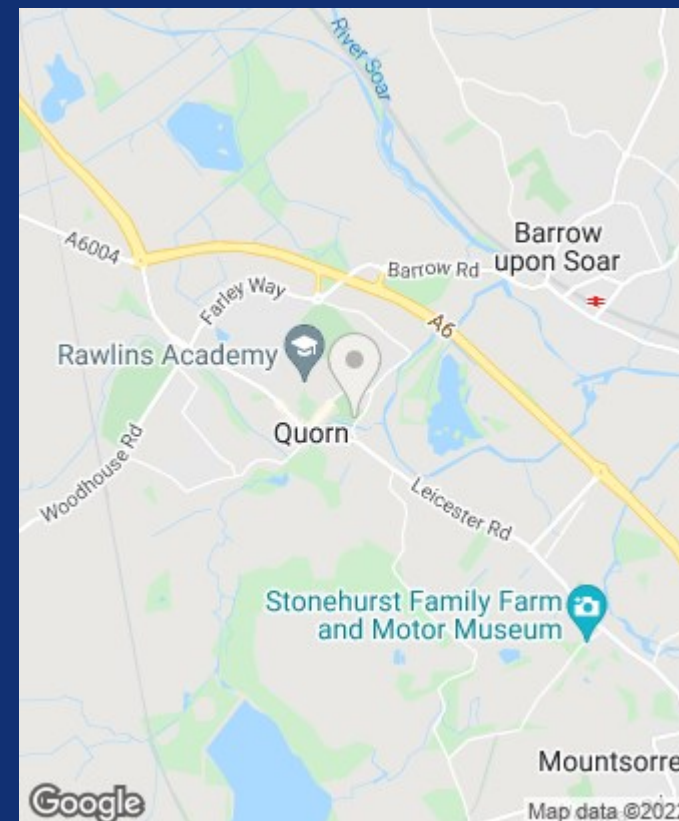 River Soar
A6004
Barrow
upon Soar
Barrow Rd
Farley Way
A6
Rawlins Academy
Quorn
Woodhouse Rd
Leicester Rd
Stonehurst Family Farm
and Motor Museum
Mountsorre
Google
Map data ©2022